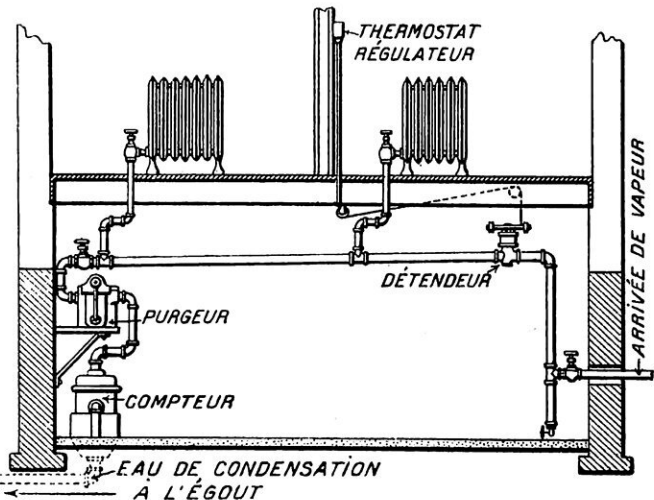 THERMOSTAT
RÉGULATEUR
DÉTENDEUR
ARRIVÉE DE VAPEUR
PURGEUR
COMPTEUR
EAU DE CONDENSATION
À L'ÉGOUT